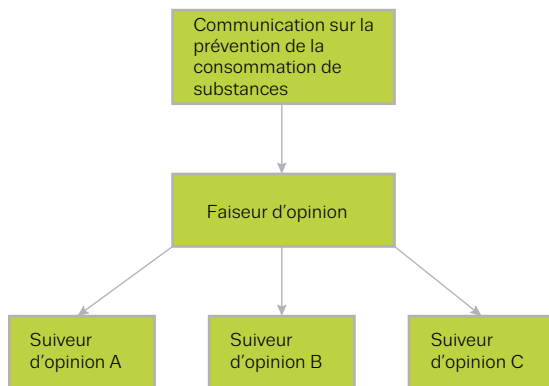 Communication sur la
prévention de la
consommation de
substances
Faiseur d'opinion
Suiveur
d'opinion A
Suiveur
d'opinion B
Suiveur
d'opinion C